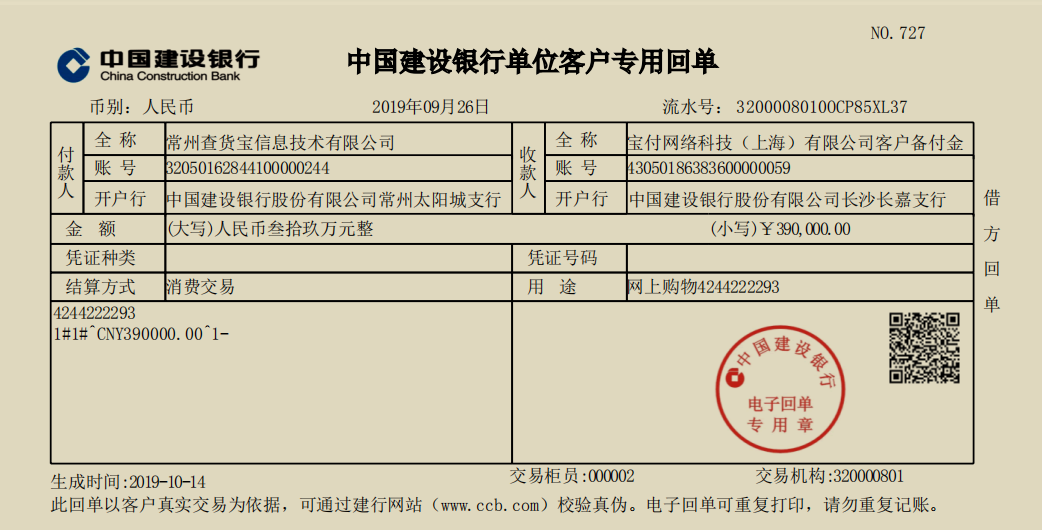 NO.727
中国建设银行
China Construction Bank
中国建设银行单位客户专用回单
币别：人民币 2019年09月26日 流水号： 32000080100CP85XL37
付款人 全 称 常州查货宝信息技术有限公司 收款人 全 称 宝付网络科技（上海）有限公司客户备付金
账 号 32050162844100000244 账 号 43050186383600000059
开户行 中国建设银行股份有限公司常州太阳城支行 开户行 中国建设银行股份有限公司长沙长嘉支行
金 额 (大写)人民币叁拾玖万元整 (小写)￥390,000.00
凭证种类 凭证号码
结算方式 消费交易 用 途 网上购物4244222293
4244222293
1#1#^CNY390000.00^1-
借方回单
中国建设银行
电子回单
专用章
生成时间:2019-10-14 交易柜员:000002 交易机构:320000801
此回单以客户真实交易为依据，可通过建行网站（www.ccb.com）校验真伪。电子回单可重复打印，请勿重复记账。